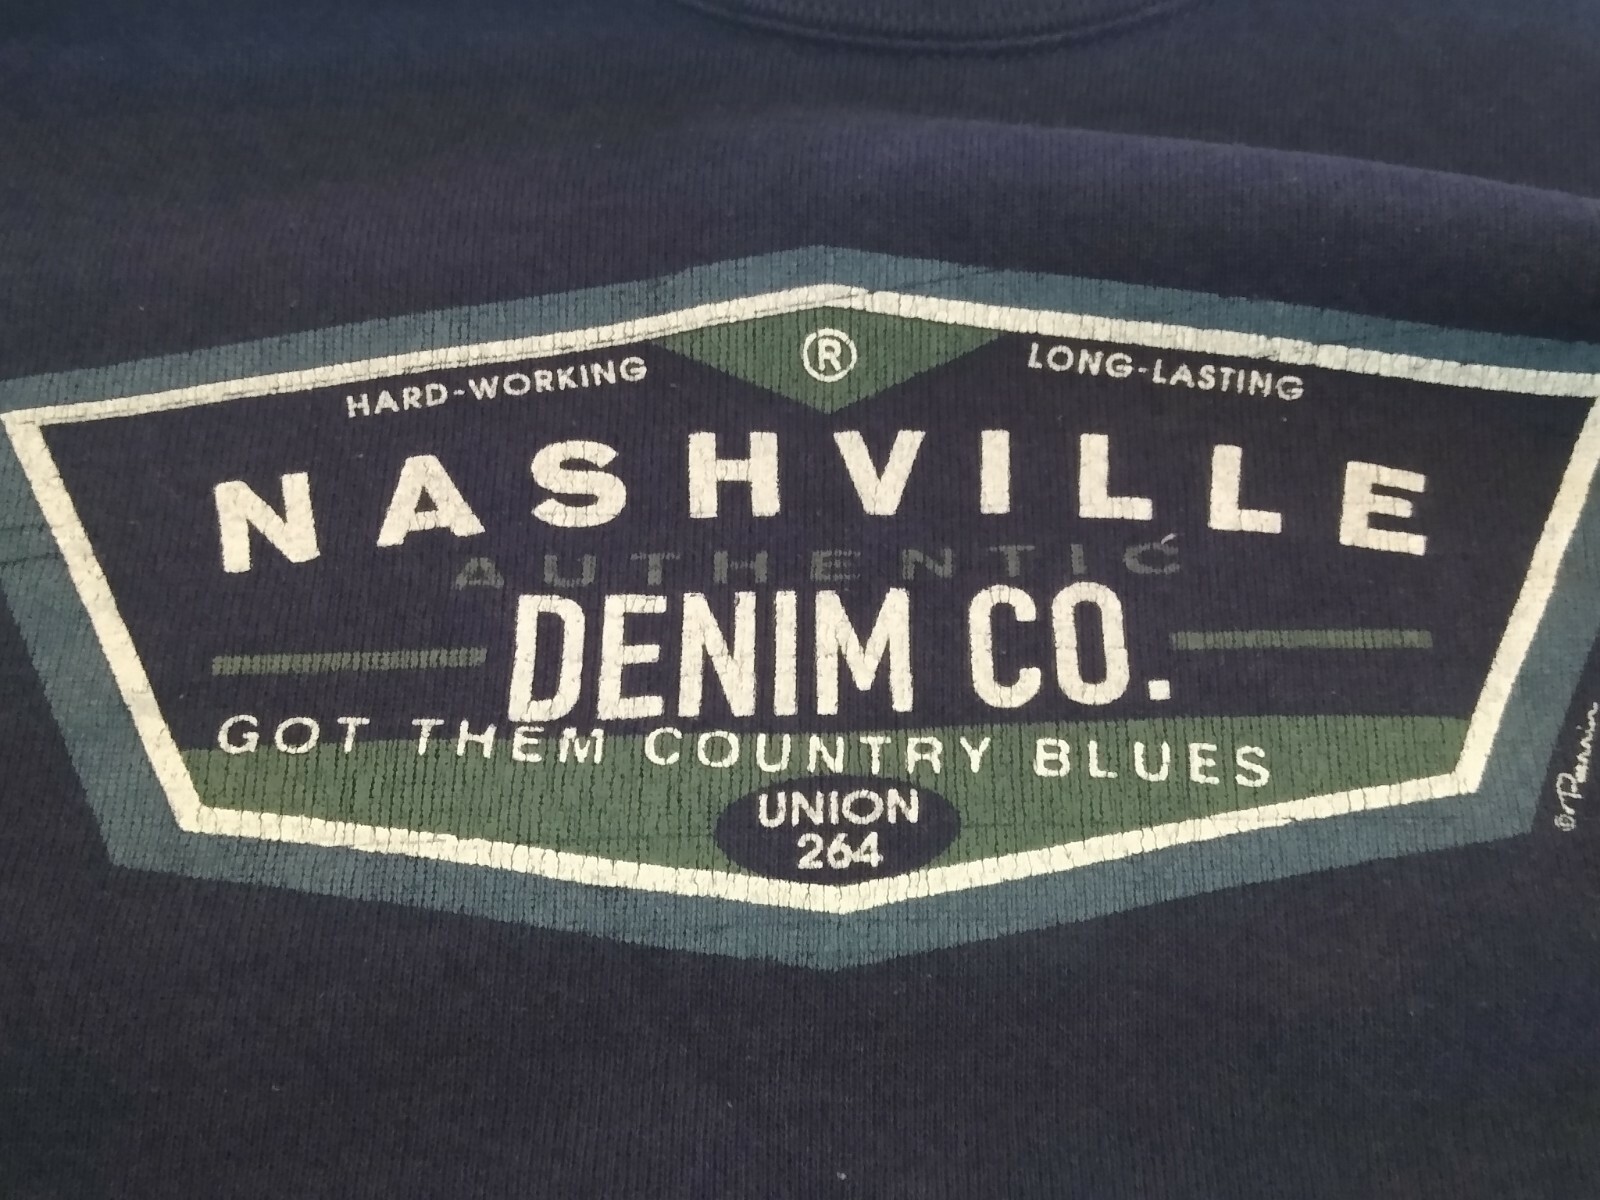 ®
HARD-WORKING LONG-LASTING
NASHVILLE
AUTHENTIC
DENIM CO.
GOT THEM COUNTRY BLUES
UNION
264